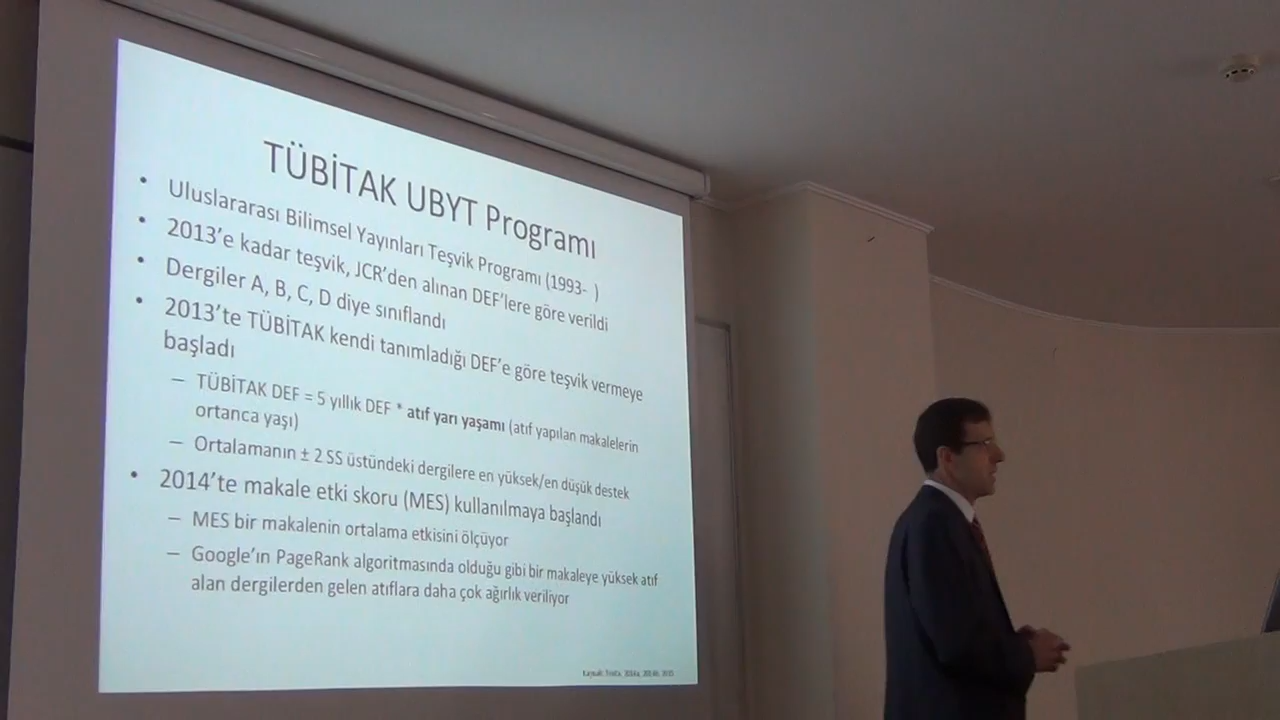 TÜBİTAK UBYT Programı
• Uluslararası Bilimsel Yayınları Teşvik Programı (1993- )
• 2013'e kadar teşvik, JCR'den alınan DEF'lere göre verildi
• Dergiler A, B, C, D diye sınıflandı
• 2013'te TÜBİTAK kendi tanımladığı DEF'e göre teşvik vermeye
başladı
– TÜBİTAK DEF = 5 yıllık DEF * atıf yarı yaşamı (atıf yapılan makalelerin
ortanca yaşı)
– Ortalamanın ± 2 SS üstündeki dergilere en yüksek/en düşük destek
• 2014'te makale etki skoru (MES) kullanılmaya başlandı
– MES bir makalenin ortalama etkisini ölçüyor
– Google'ın PageRank algoritmasında olduğu gibi bir makaleye yüksek atıf
alan dergilerden gelen atıflara daha çok ağırlık veriliyor